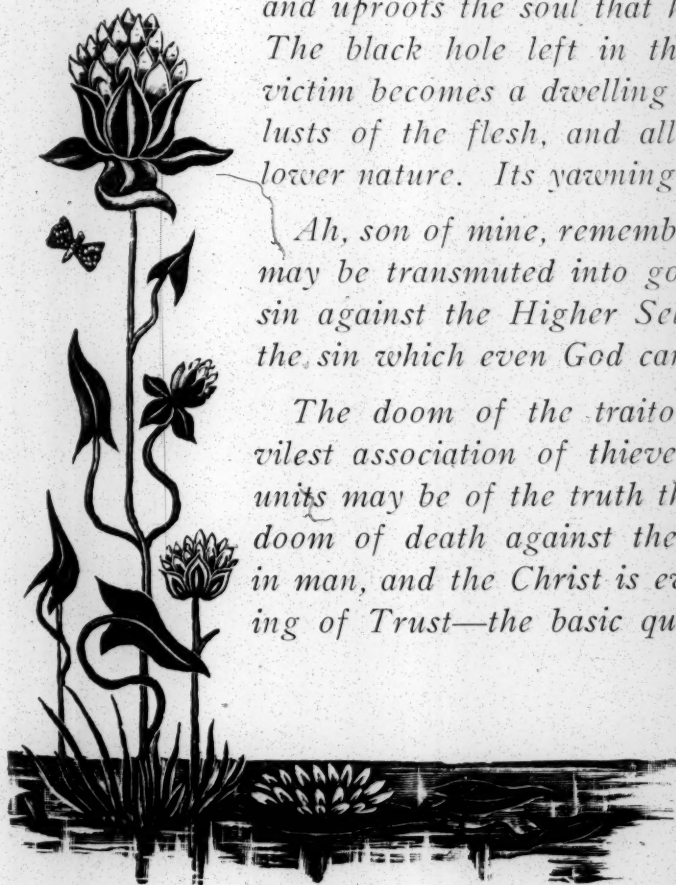 and uproots the soul that
The black hole left in th
victim becomes a dwelling
lusts of the flesh, and all
lower nature. Its yawning
Ah, son of mine, rememb
may be transmuted into go
sin against the Higher Sel
the sin which even God can
The doom of the traito
vilest association of thieve
units may be of the truth th
doom of death against the
in man, and the Christ is ev
ing of Trust—the basic qu